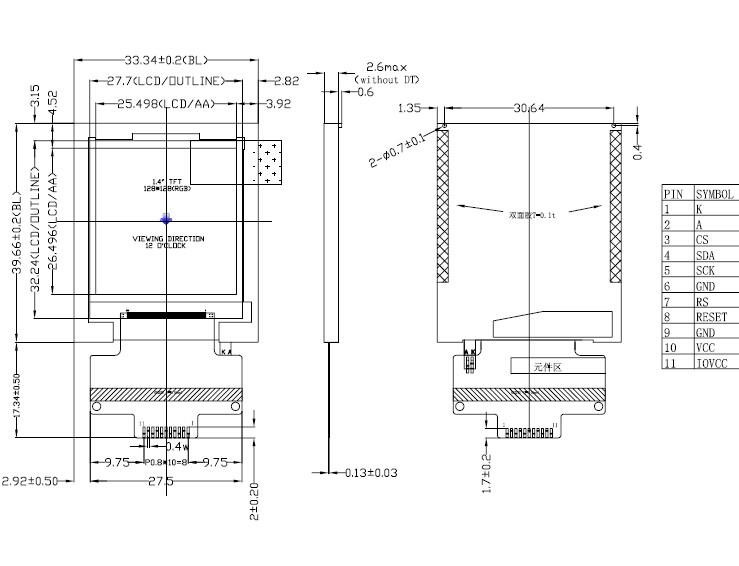 33.34±0.2(BL)
27.7(LCD/OUTLINE)
2.82
25.498(LCD/AA)
3.92
3.15
4.52
39.66±0.2(BL)
32.24(LCD/OUTLINE)
26.496(LCD/AA)
1.4" TFT
128*128(RGB)
VIEWING DIRECTION
12 O'CLOCK
K A
17.34±0.50
0.4w
9.75
P0.8*10=8
9.75
2.92±0.50
27.5
2±0.20
2.6max
(without DT)
0.6
0.13±0.03
1.35
30.64
2-Ø0.7±0.1
0.4
双面胶T=0.1t
A K
元件区
1
11
1.7±0.2
PIN SYMBOL
1 K
2 A
3 CS
4 SDA
5 SCK
6 GND
7 RS
8 RESET
9 GND
10 VCC
11 IOVCC